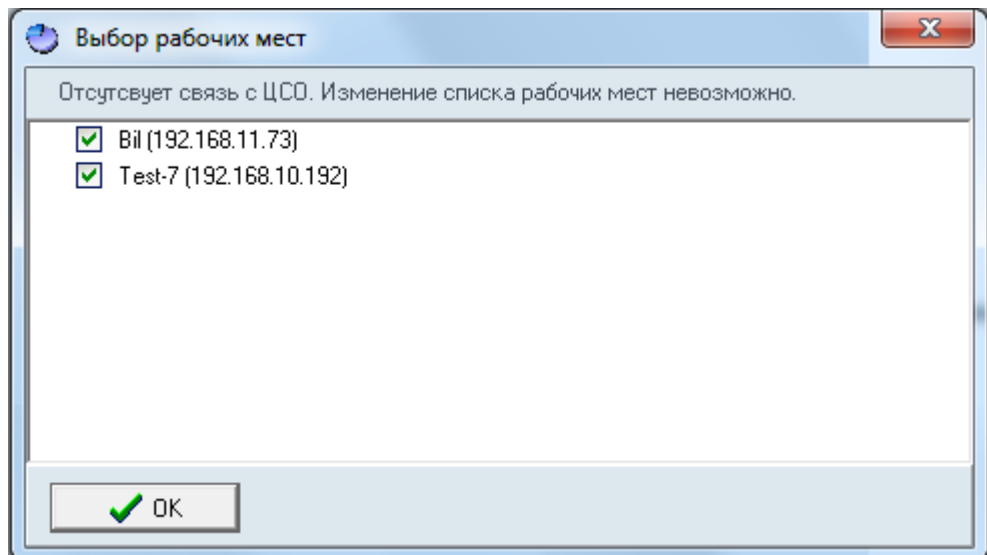 Выбор рабочих мест
Отсутсвует связь с ЦСО. Изменение списка рабочих мест невозможно.
Bil (192.168.11.73)
Test-7 (192.168.10.192)
OK